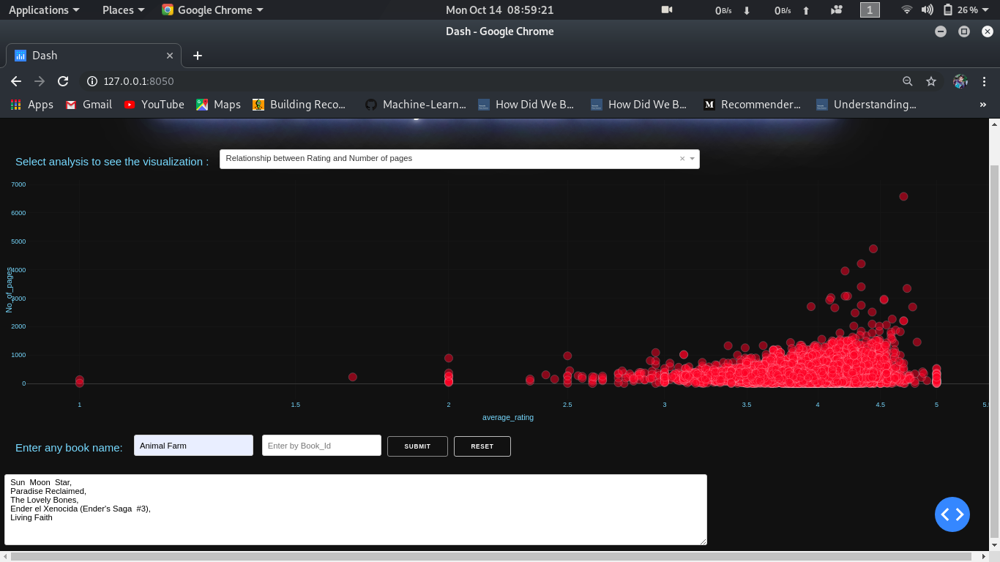 Applications Places Google Chrome Mon Oct 14 08:59:21 0B/s 0B/s 1 26 %
Dash - Google Chrome
Dash
127.0.0.1:8050
Apps Gmail YouTube Maps Building Reco... Machine-Learn... How Did We B... How Did We B... Recommender... Understanding... »
Select analysis to see the visualization : Relationship between Rating and Number of pages
7000
6000
5000
4000
3000
2000
1000
0
No_of_pages
1 1.5 2 2.5 3 3.5 4 4.5 5
average_rating
Enter any book name: Animal Farm Enter by Book_Id SUBMIT RESET
Sun  Moon  Star,
Paradise Reclaimed,
The Lovely Bones,
Ender el Xenocida (Ender's Saga  #3),
Living Faith